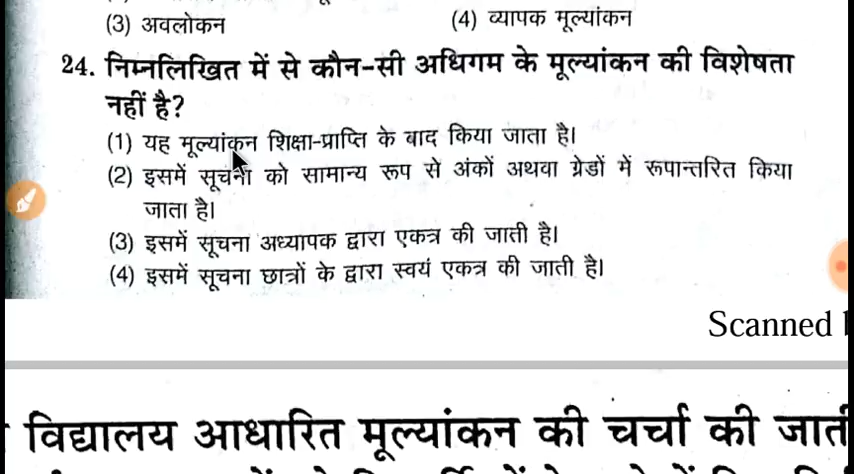 (3) अवलोकन (4) व्यापक मूल्यांकन
24. निम्नलिखित में से कौन-सी अधिगम के मूल्यांकन की विशेषता
नहीं है?
(1) यह मूल्यांकन शिक्षा-प्राप्ति के बाद किया जाता है।
(2) इसमें सूचना को सामान्य रूप से अंकों अथवा ग्रेडों में रूपान्तरित किया
जाता है।
(3) इसमें सूचना अध्यापक द्वारा एकत्र की जाती है।
(4) इसमें सूचना छात्रों के द्वारा स्वयं एकत्र की जाती है।
Scanned
विद्यालय आधारित मूल्यांकन की चर्चा की जाती